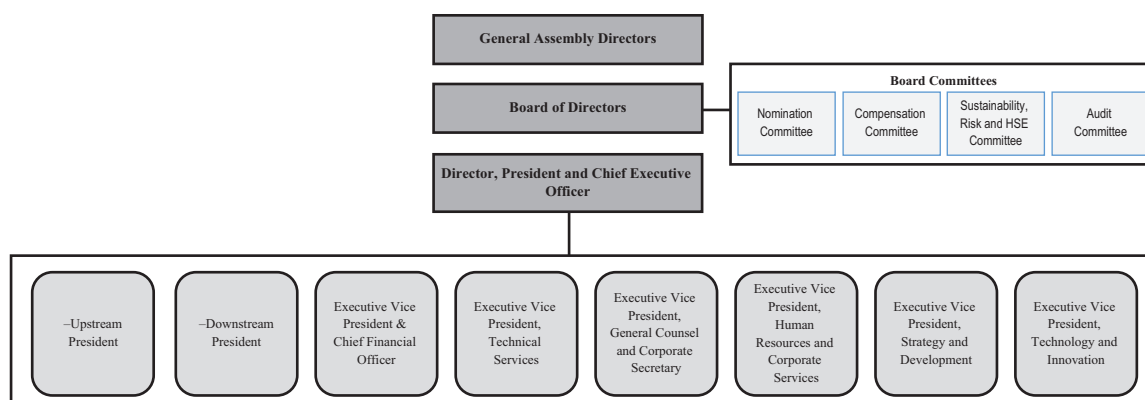 General Assembly Directors
Board of Directors
Board Committees
Nomination
Committee
Compensation
Committee
Sustainability,
Risk and HSE
Committee
Audit
Committee
Director, President and Chief Executive
Officer
–Upstream
President
–Downstream
President
Executive Vice
President &
Chief Financial
Officer
Executive Vice
President,
Technical
Services
Executive Vice
President,
General Counsel
and Corporate
Secretary
Executive Vice
President,
Human
Resources and
Corporate
Services
Executive Vice
President,
Strategy and
Development
Executive Vice
President,
Technology and
Innovation